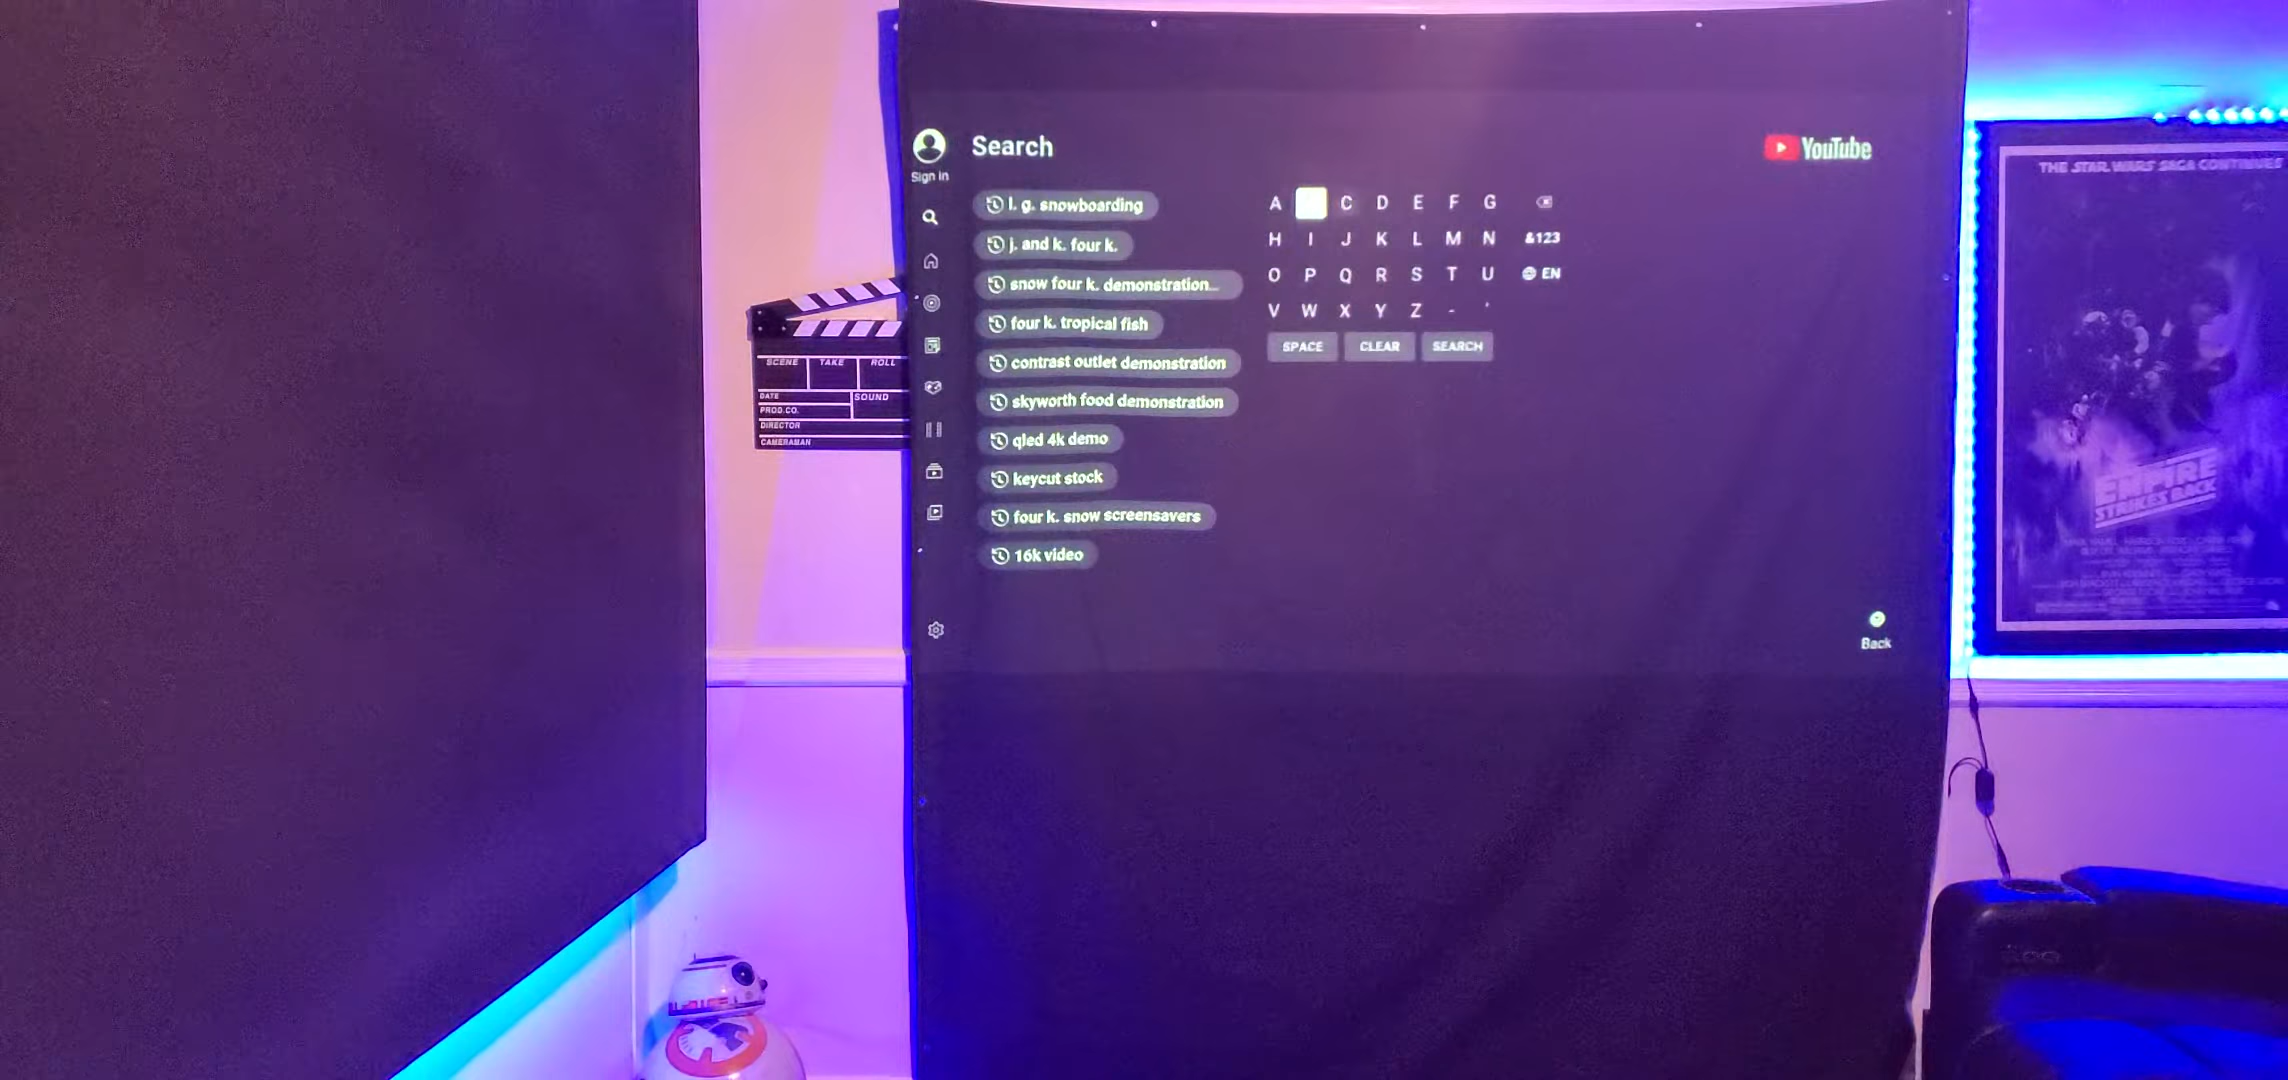 Search
YouTube
Sign in
l. g. snowboarding
j. and k. four k.
snow four k. demonstration...
four k. tropical fish
contrast outlet demonstration
skyworth food demonstration
qled 4k demo
keycut stock
four k. snow screensavers
16k video
A C D E F G
H I J K L M N &123
O P Q R S T U EN
V W X Y Z - '
SPACE CLEAR SEARCH
Back
SCENE TAKE ROLL
DATE SOUND
PROD.CO.
DIRECTOR
CAMERAMAN
THE STAR WARS SAGA CONTINUES
EMPIRE
STRIKES BACK